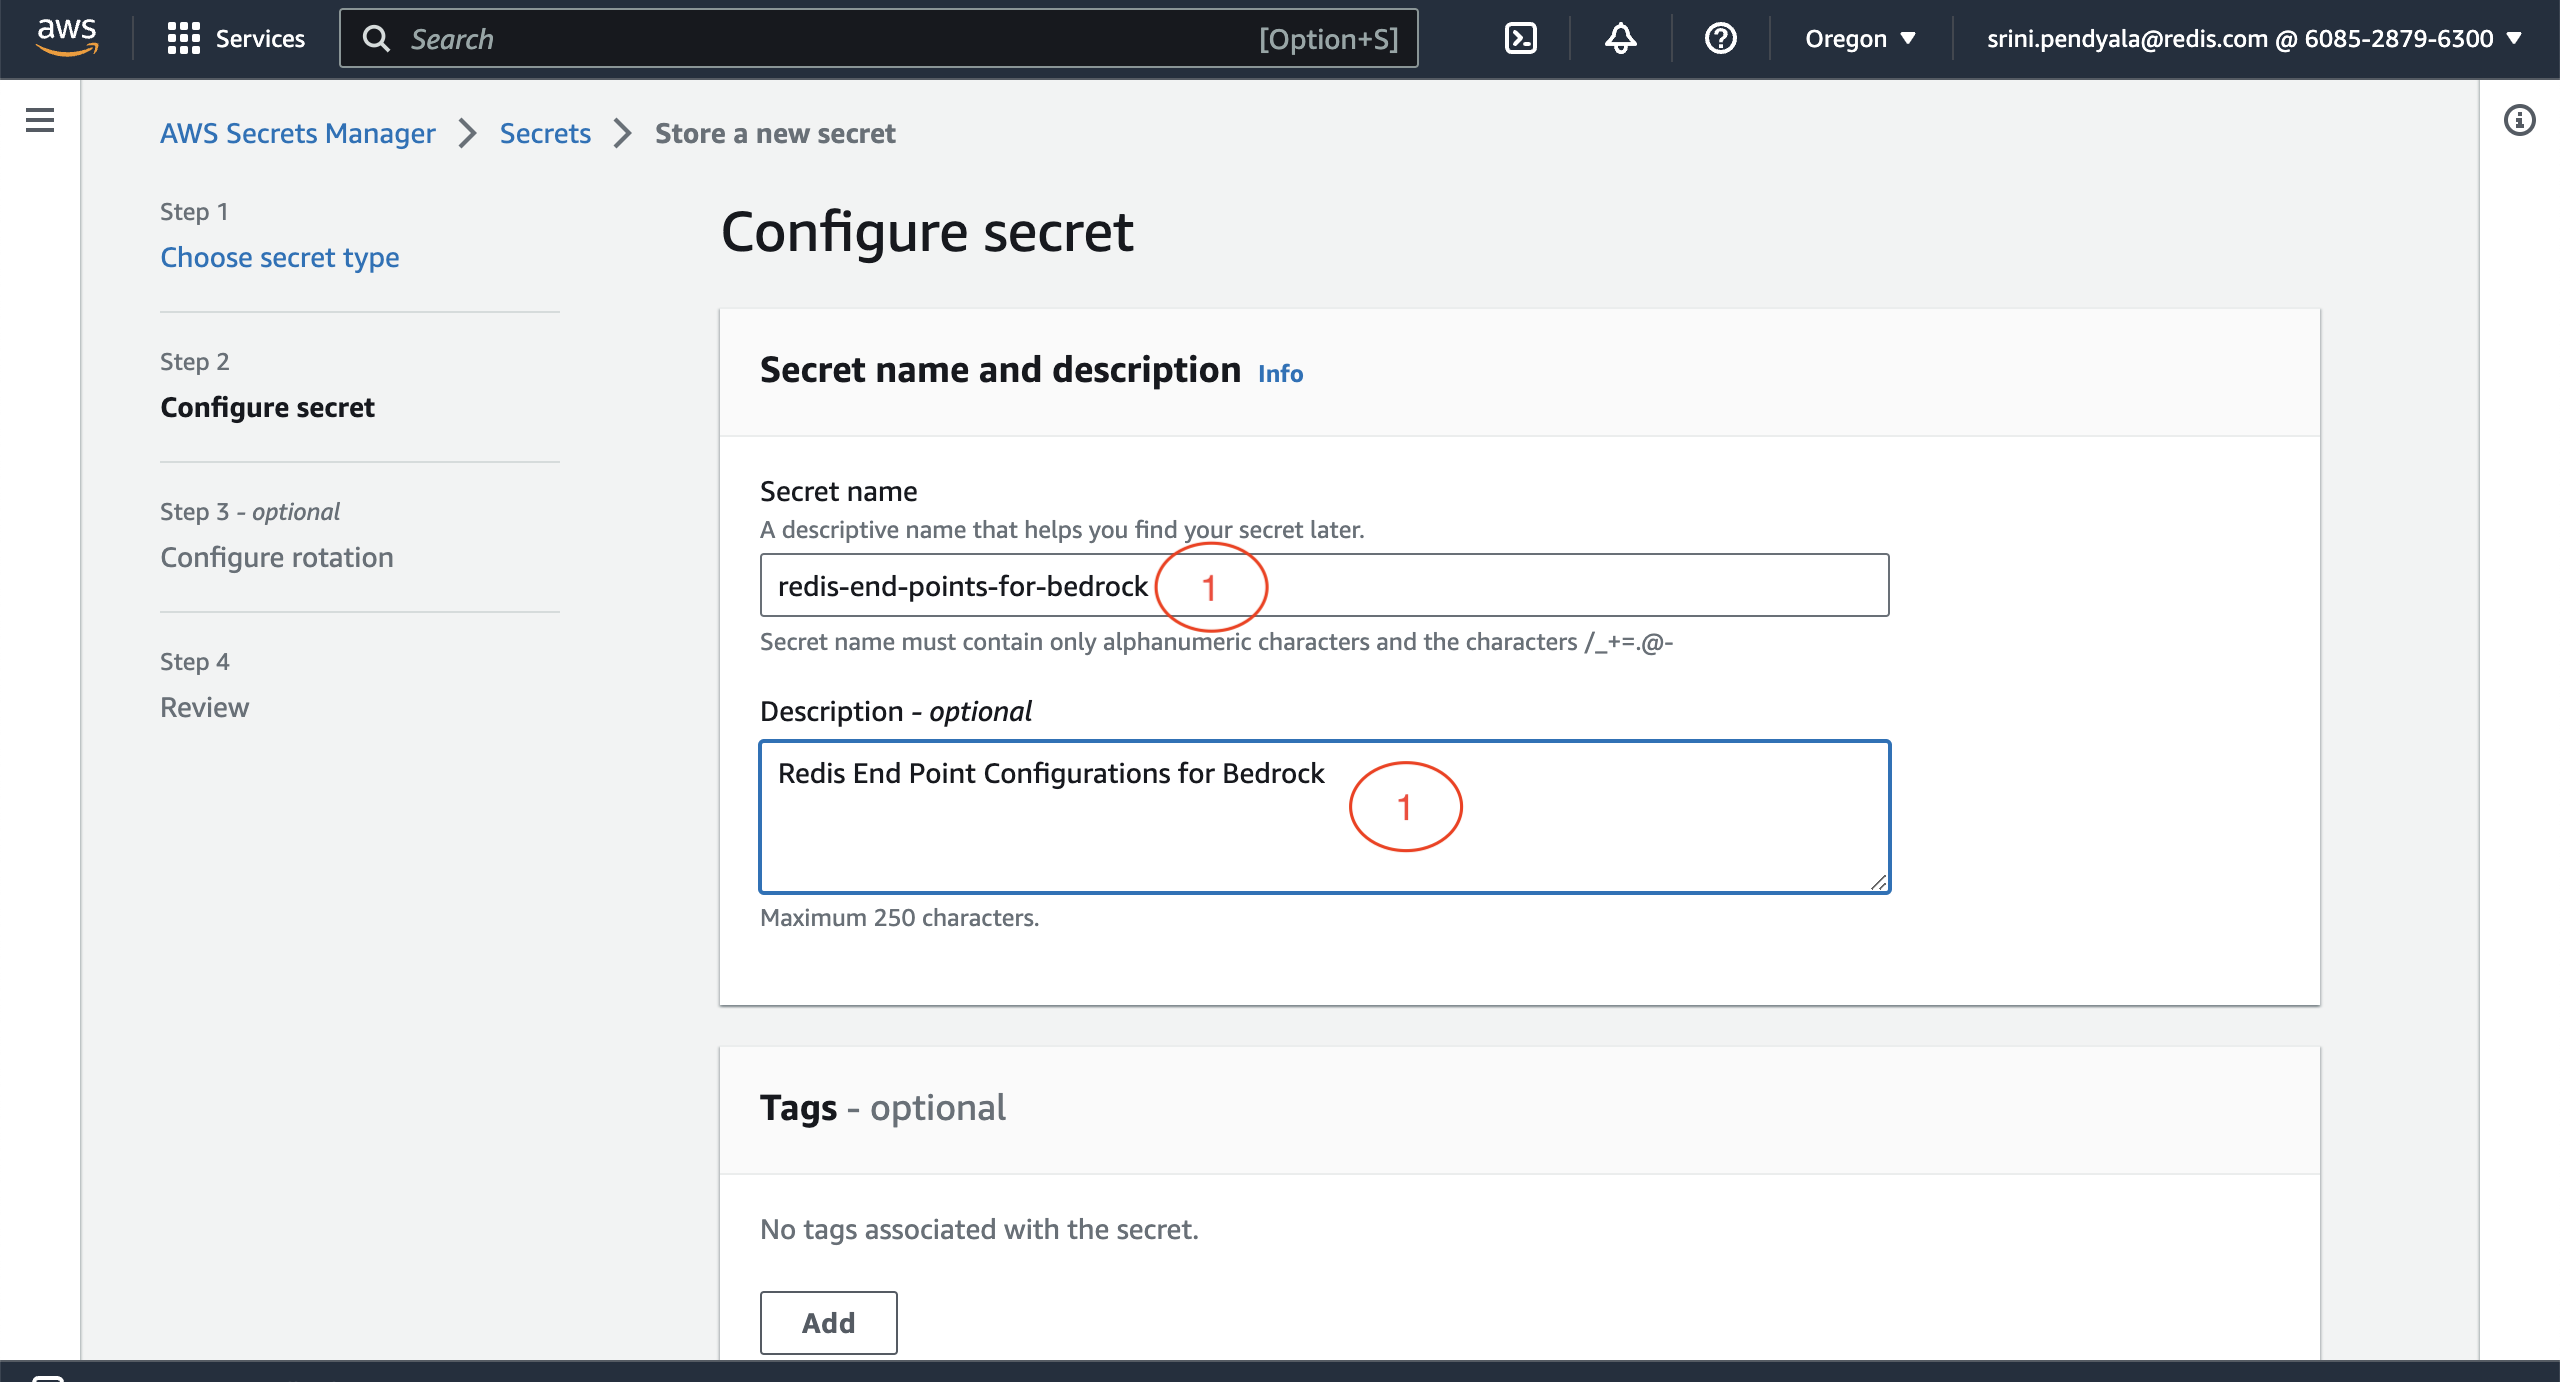 aws Services Search [Option+S] Oregon srini.pendyala@redis.com @ 6085-2879-6300
AWS Secrets Manager Secrets Store a new secret
Step 1
Choose secret type
Step 2
Configure secret
Step 3 - optional
Configure rotation
Step 4
Review
Configure secret
Secret name and description Info
Secret name
A descriptive name that helps you find your secret later.
redis-end-points-for-bedrock 1
Secret name must contain only alphanumeric characters and the characters /_+=.@-
Description - optional
Redis End Point Configurations for Bedrock
1
Maximum 250 characters.
Tags - optional
No tags associated with the secret.
Add